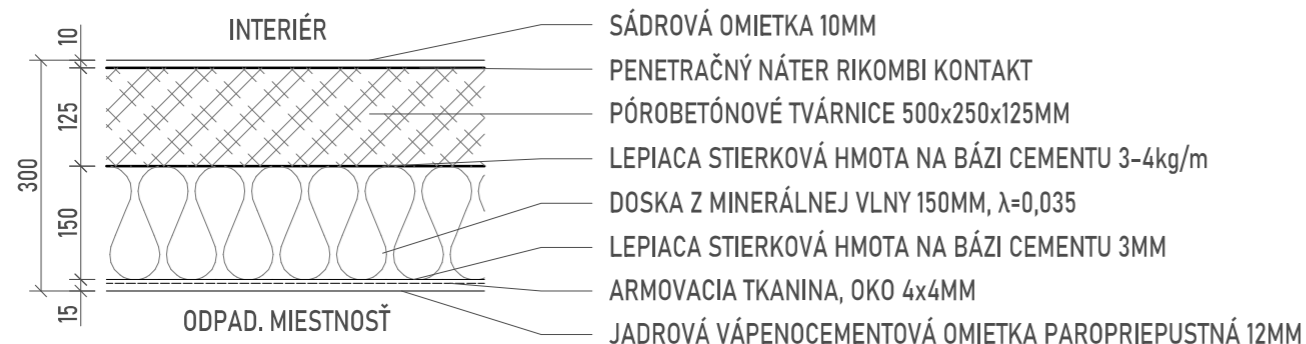 INTERIÉR
SÁDROVÁ OMIETKA 10MM
PENETRAČNÝ NÁTER RIKOMBI KONTAKT
PÓROBETÓNOVÉ TVÁRNICE 500x250x125MM
LEPIACA STIERKOVÁ HMOTA NA BÁZI CEMENTU 3-4kg/m
DOSKA Z MINERÁLNEJ VLNY 150MM, λ=0,035
LEPIACA STIERKOVÁ HMOTA NA BÁZI CEMENTU 3MM
ARMOVACIA TKANINA, OKO 4x4MM
JADROVÁ VÁPENOCEMENTOVÁ OMIETKA PAROPRIEPUSTNÁ 12MM
ODPAD. MIESTNOSŤ
10
125
300
150
15